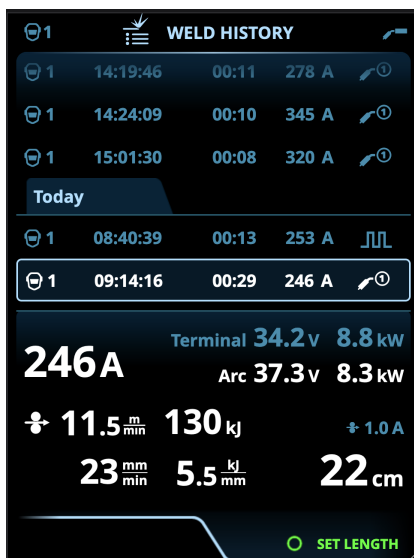 1 WELD HISTORY
1 14:19:46 00:11 278 A 1
1 14:24:09 00:10 345 A 1
1 15:01:30 00:08 320 A 1
Today
1 08:40:39 00:13 253 A
1 09:14:16 00:29 246 A 1
Terminal 34.2 V 8.8 kW
246 A
Arc 37.3 V 8.3 kW
11.5 m/min 130 kJ 1.0 A
23 mm/min 5.5 kJ/mm 22 cm
SET LENGTH